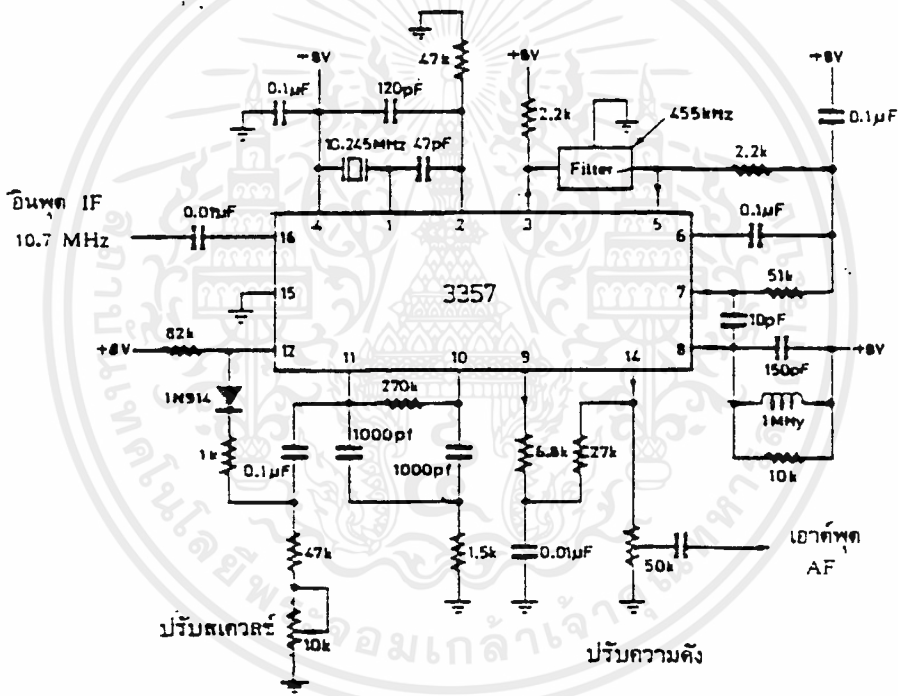 +8V
47k
+8V
+8V
0.1µF
120pF
2.2k
455kHz
0.1µF
10.245MHz
47pF
Filter
2.2k
อินพุต IF
10.7 MHz
0.01µF
4
1
2
3
5
16
6
0.1µF
3357
15
7
51k
10pF
82k
+8V
12
8
+8V
150pF
11
10
9
14
1N914
270k
1MHy
1k
0.1µF
1000pf
1000pf
6.8k
27k
10k
47k
1.5k
0.01µF
50k
เอาต์พุต
AF
ปรับสเควลช์
10k
ปรับความดัง